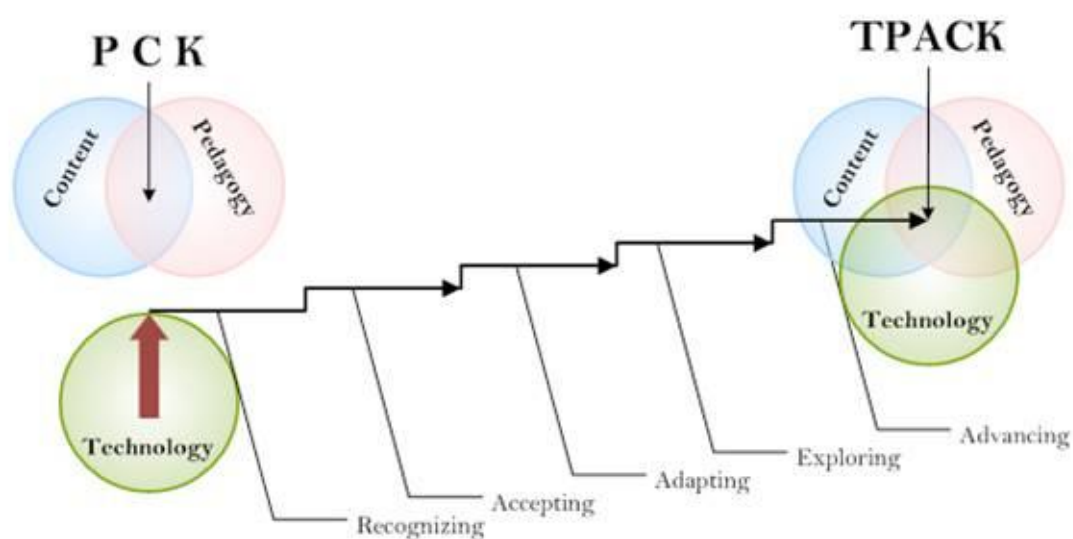 P C K
TPACK
Content
Pedagogy
Content
Pedagogy
Technology
Technology
Advancing
Exploring
Adapting
Accepting
Recognizing